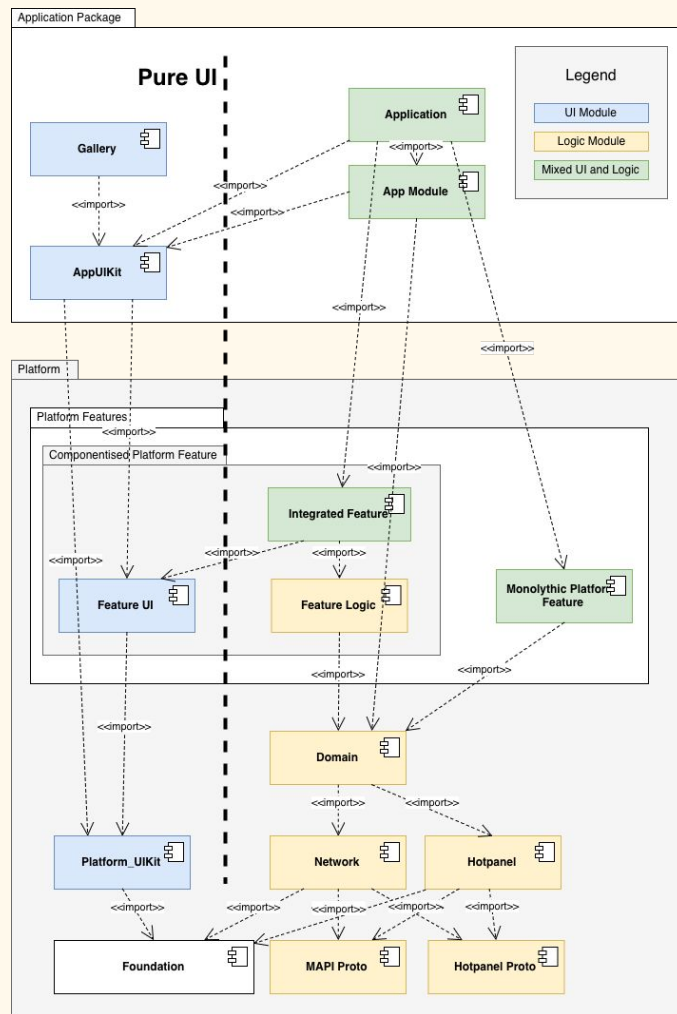 Application Package
Pure UI
Legend
UI Module
Logic Module
Mixed UI and Logic
Application
<<import>>
Gallery
App Module
<<import>>
<<import>>
<<import>>
AppUIKit
<<import>>
<<import>>
Platform
Platform Features
<<import>>
Componentised Platform Feature
<<import>>
Integrated Feature
<<import>>
<<import>>
<<import>>
Feature UI
Feature Logic
Monolythic Platform
Feature
<<import>>
<<import>>
<<import>>
Domain
<<import>>
<<import>>
Platform_UIKit
Network
Hotpanel
<<import>>
<<import>>
<<import>>
<<import>>
<<import>>
Foundation
MAPI Proto
Hotpanel Proto